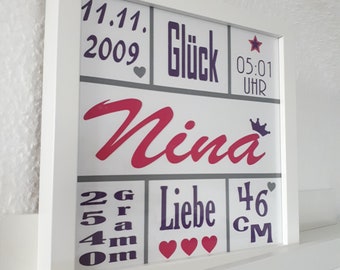 11.11.
2009
Glück
05:01
UHR
Nina
2540
Gramm
Liebe
46
CM